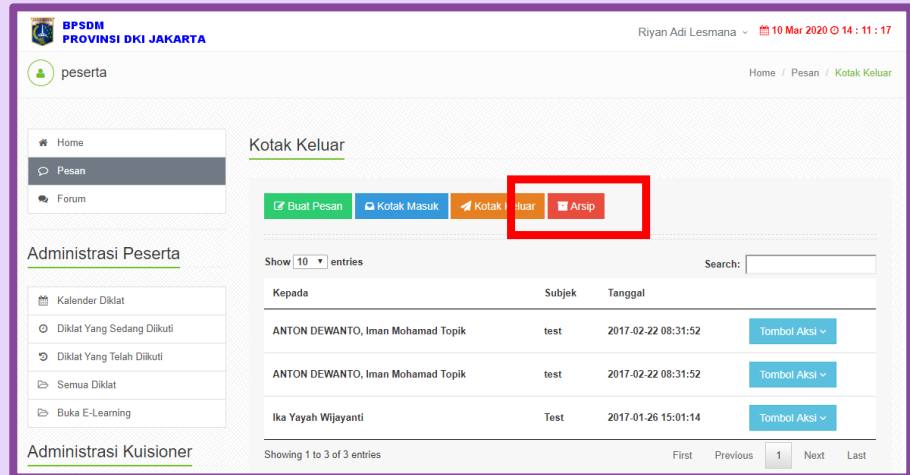 BPSDM
PROVINSI DKI JAKARTA
Riyan Adi Lesmana 10 Mar 2020 14 : 11 : 17
peserta
Home / Pesan / Kotak Keluar
Home
Pesan
Forum
Administrasi Peserta
Kalender Diklat
Diklat Yang Sedang Diikuti
Diklat Yang Telah Diikuti
Semua Diklat
Buka E-Learning
Administrasi Kuisioner
Kotak Keluar
Buat Pesan Kotak Masuk Kotak Keluar Arsip
Show 10 entries Search:
Kepada Subjek Tanggal
ANTON DEWANTO, Iman Mohamad Topik test 2017-02-22 08:31:52 Tombol Aksi
ANTON DEWANTO, Iman Mohamad Topik test 2017-02-22 08:31:52 Tombol Aksi
Ika Yayah Wijayanti Test 2017-01-26 15:01:14 Tombol Aksi
Showing 1 to 3 of 3 entries First Previous 1 Next Last